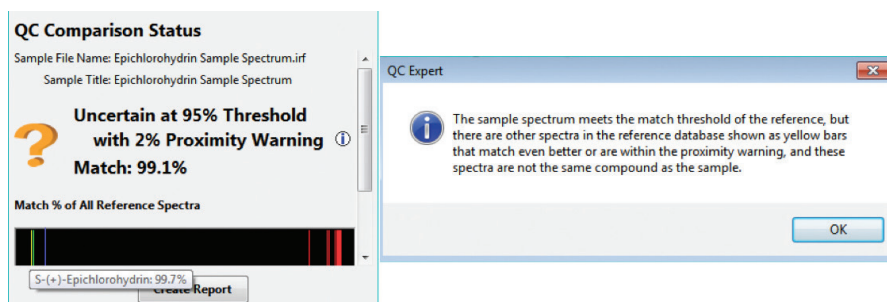 QC Comparison Status
Sample File Name: Epichlorohydrin Sample Spectrum.irf
Sample Title: Epichlorohydrin Sample Spectrum
Uncertain at 95% Threshold
with 2% Proximity Warning
Match: 99.1%
Match % of All Reference Spectra
S-(+)-Epichlorohydrin: 99.7%
Create Report
QC Expert
The sample spectrum meets the match threshold of the reference, but
there are other spectra in the reference database shown as yellow bars
that match even better or are within the proximity warning, and these
spectra are not the same compound as the sample.
OK